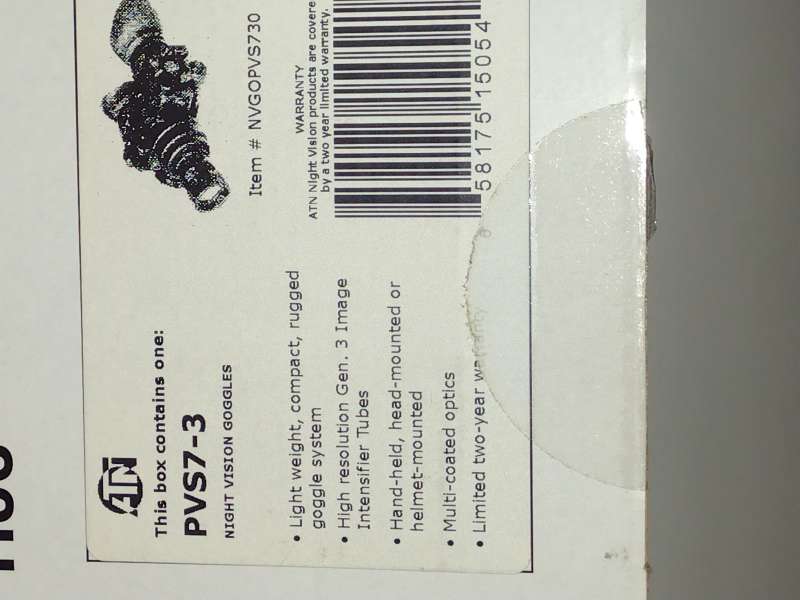 ATN
This box contains one:
PVS7-3
NIGHT VISION GOGGLES
• Light weight, compact, rugged
goggle system
• High resolution Gen. 3 Image
Intensifier Tubes
• Hand-held, head-mounted or
helmet-mounted
• Multi-coated optics
• Limited two-year warranty
Item # NVGOPVS730
WARRANTY
ATN Night Vision products are covere
by a two year limited warranty.
6 58175 15054